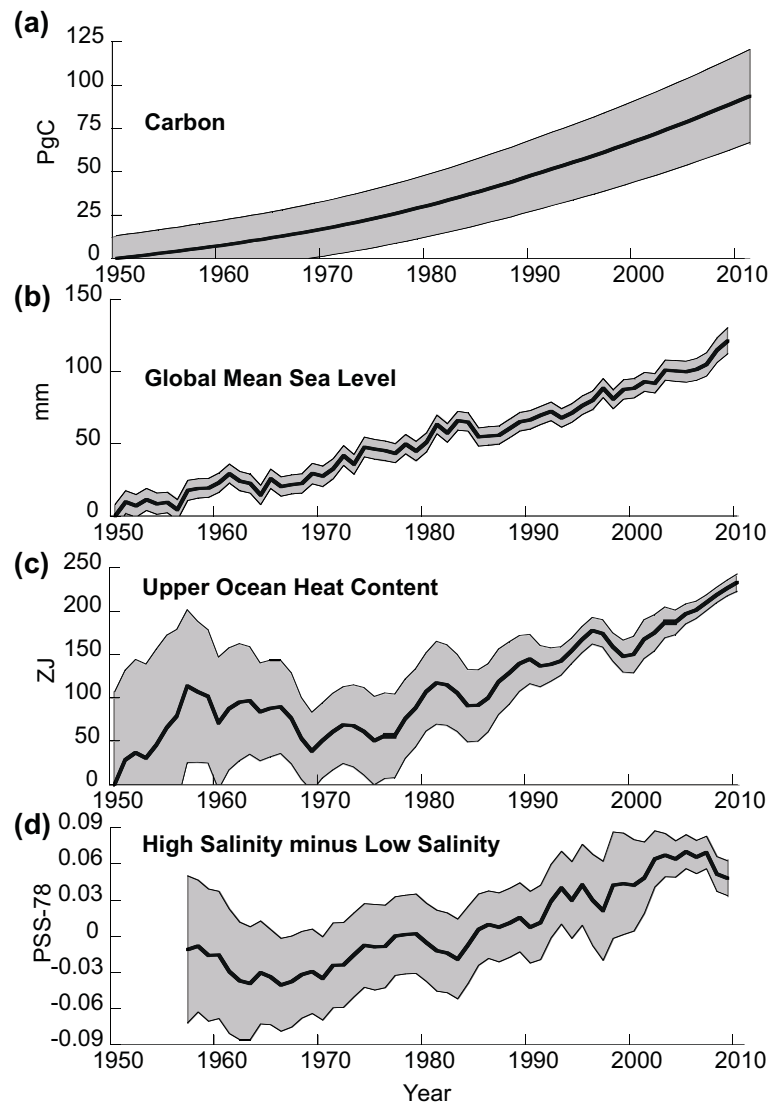 (a)
125
100
75
50
25
0
PgC
Carbon
1950 1960 1970 1980 1990 2000 2010
(b)
150
100
50
0
mm
Global Mean Sea Level
1950 1960 1970 1980 1990 2000 2010
(c)
250
200
150
100
50
0
ZJ
Upper Ocean Heat Content
1950 1960 1970 1980 1990 2000 2010
(d)
0.09
0.06
0.03
0
-0.03
-0.06
-0.09
PSS-78
High Salinity minus Low Salinity
1950 1960 1970 1980 1990 2000 2010
Year